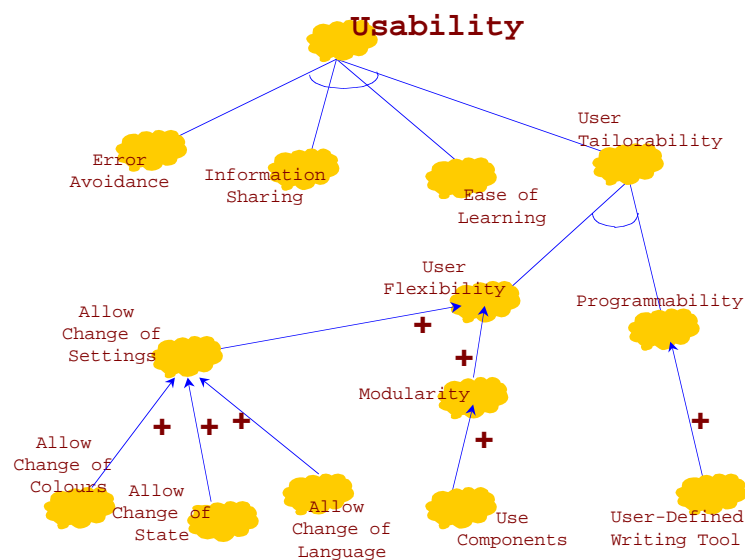 Usability
User
Tailorability
Error
Avoidance
Information
Sharing
Ease of
Learning
User
Flexibility
Programmability
Allow
Change of
Settings
+
+
Modularity
+
+
+
+
+
Allow
Change of
Colours
Allow
Change of
State
Allow
Change of
Language
Use
Components
User-Defined
Writing Tool